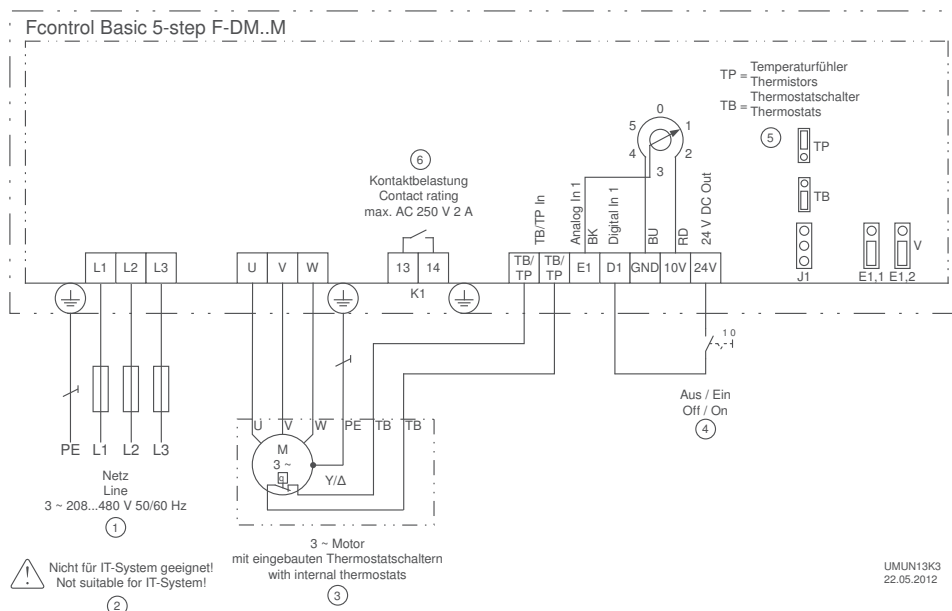 Fcontrol Basic 5-step F-DM..M
TP = Temperaturfühler
Thermistors
TB = Thermostatschalter
Thermostats
5
TP
TB
J1
E1,1 E1,2
V
0
1
2
3
4
5
6
Kontaktbelastung
Contact rating
max. AC 250 V 2 A
TB/TP In
Analog In 1
BK
Digital In 1
BU
RD
24 V DC Out
L1 L2 L3
U V W
13 14
K1
TB/TP TB/TP E1 D1 GND 10V 24V
1 0
Aus / Ein
Off / On
4
PE L1 L2 L3
Netz
Line
3 ~ 208...480 V 50/60 Hz
1
U V W PE TB TB
M
3 ~
Y/Δ
3 ~ Motor
mit eingebauten Thermostatschaltern
with internal thermostats
3
Nicht für IT-System geeignet!
Not suitable for IT-System!
2
UMUN13K3
22.05.2012